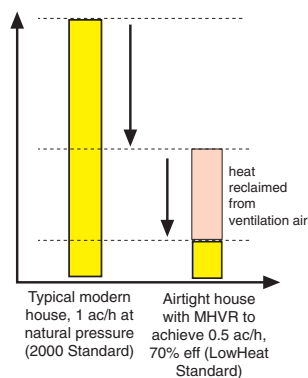 heat
reclaimed
from
ventilation air
Typical modern
house, 1 ac/h at
natural pressure
(2000 Standard)
Airtight house
with MHVR to
achieve 0.5 ac/h,
70% eff (LowHeat
Standard)